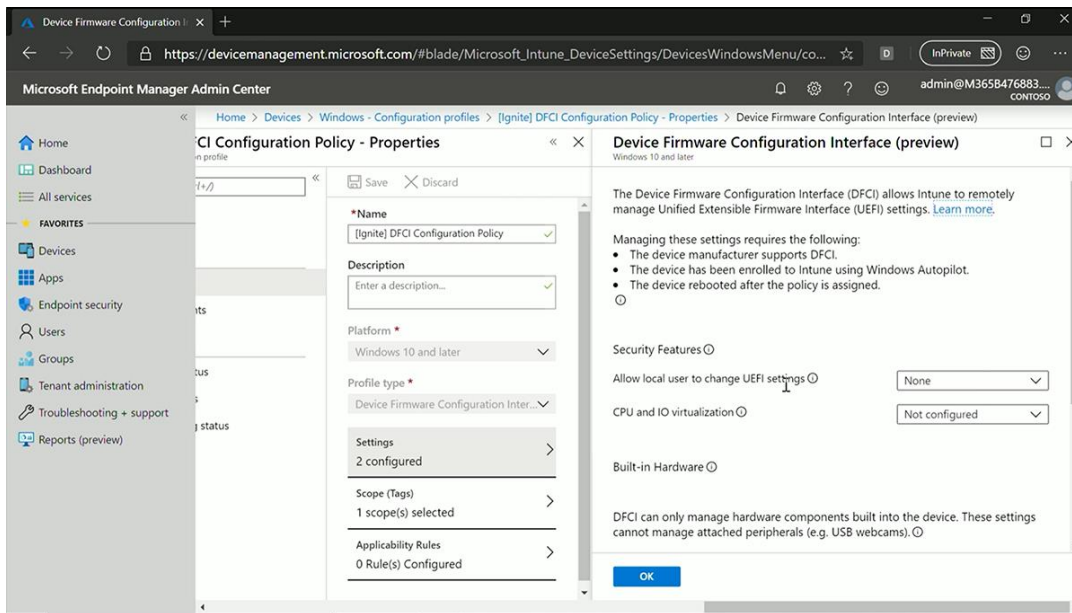 Device Firmware Configuration I
https://devicemanagement.microsoft.com/#blade/Microsoft_Intune_DeviceSettings/DevicesWindowsMenu/co...
D
InPrivate
Microsoft Endpoint Manager Admin Center
admin@M365B476883....
CONTOSO
Home > Devices > Windows - Configuration profiles > [Ignite] DFCI Configuration Policy - Properties > Device Firmware Configuration Interface (preview)
Home
Dashboard
All services
FAVORITES
Devices
Apps
Endpoint security
Users
Groups
Tenant administration
Troubleshooting + support
Reports (preview)
CI Configuration Policy - Properties
n profile
rl+/)
nts
tus
s
g status
Save
Discard
*Name
[Ignite] DFCI Configuration Policy
Description
Enter a description...
Platform *
Windows 10 and later
Profile type *
Device Firmware Configuration Inter...
Settings
2 configured
Scope (Tags)
1 scope(s) selected
Applicability Rules
0 Rule(s) Configured
Device Firmware Configuration Interface (preview)
Windows 10 and later
The Device Firmware Configuration Interface (DFCI) allows Intune to remotely
manage Unified Extensible Firmware Interface (UEFI) settings. Learn more.
Managing these settings requires the following:
• The device manufacturer supports DFCI.
• The device has been enrolled to Intune using Windows Autopilot.
• The device rebooted after the policy is assigned.
Security Features
Allow local user to change UEFI settings
None
CPU and IO virtualization
Not configured
Built-in Hardware
DFCI can only manage hardware components built into the device. These settings
cannot manage attached peripherals (e.g. USB webcams).
OK